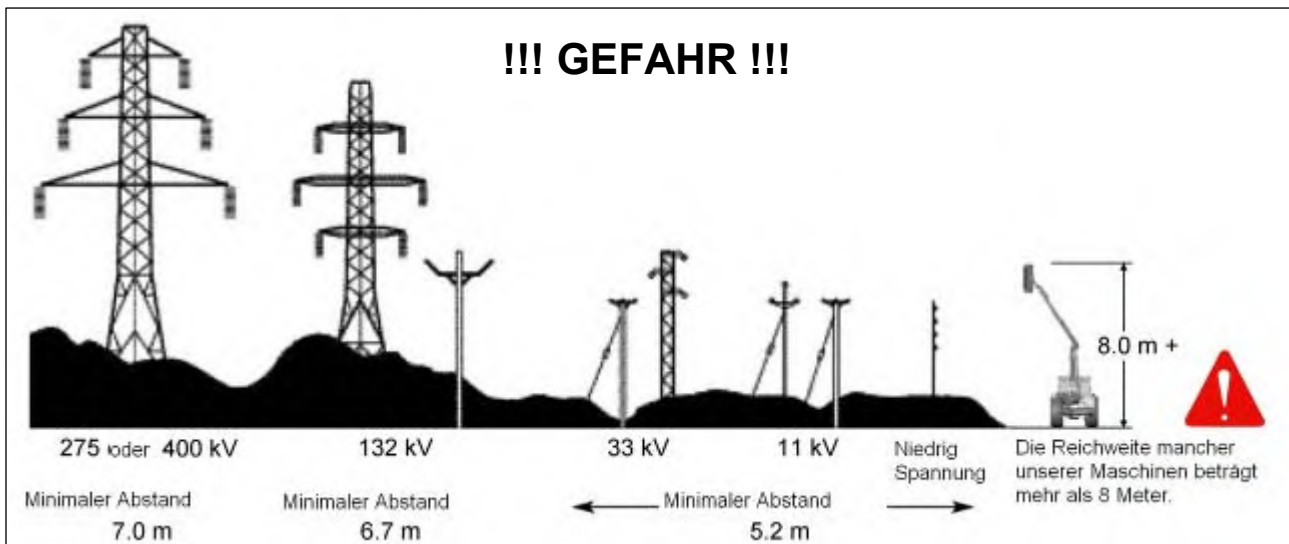 !!! GEFAHR !!!
8.0 m +
275 oder 400 kV
132 kV
33 kV
11 kV
Niedrig
Spannung
Die Reichweite mancher
unserer Maschinen beträgt
mehr als 8 Meter.
Minimaler Abstand
7.0 m
Minimaler Abstand
6.7 m
Minimaler Abstand
5.2 m